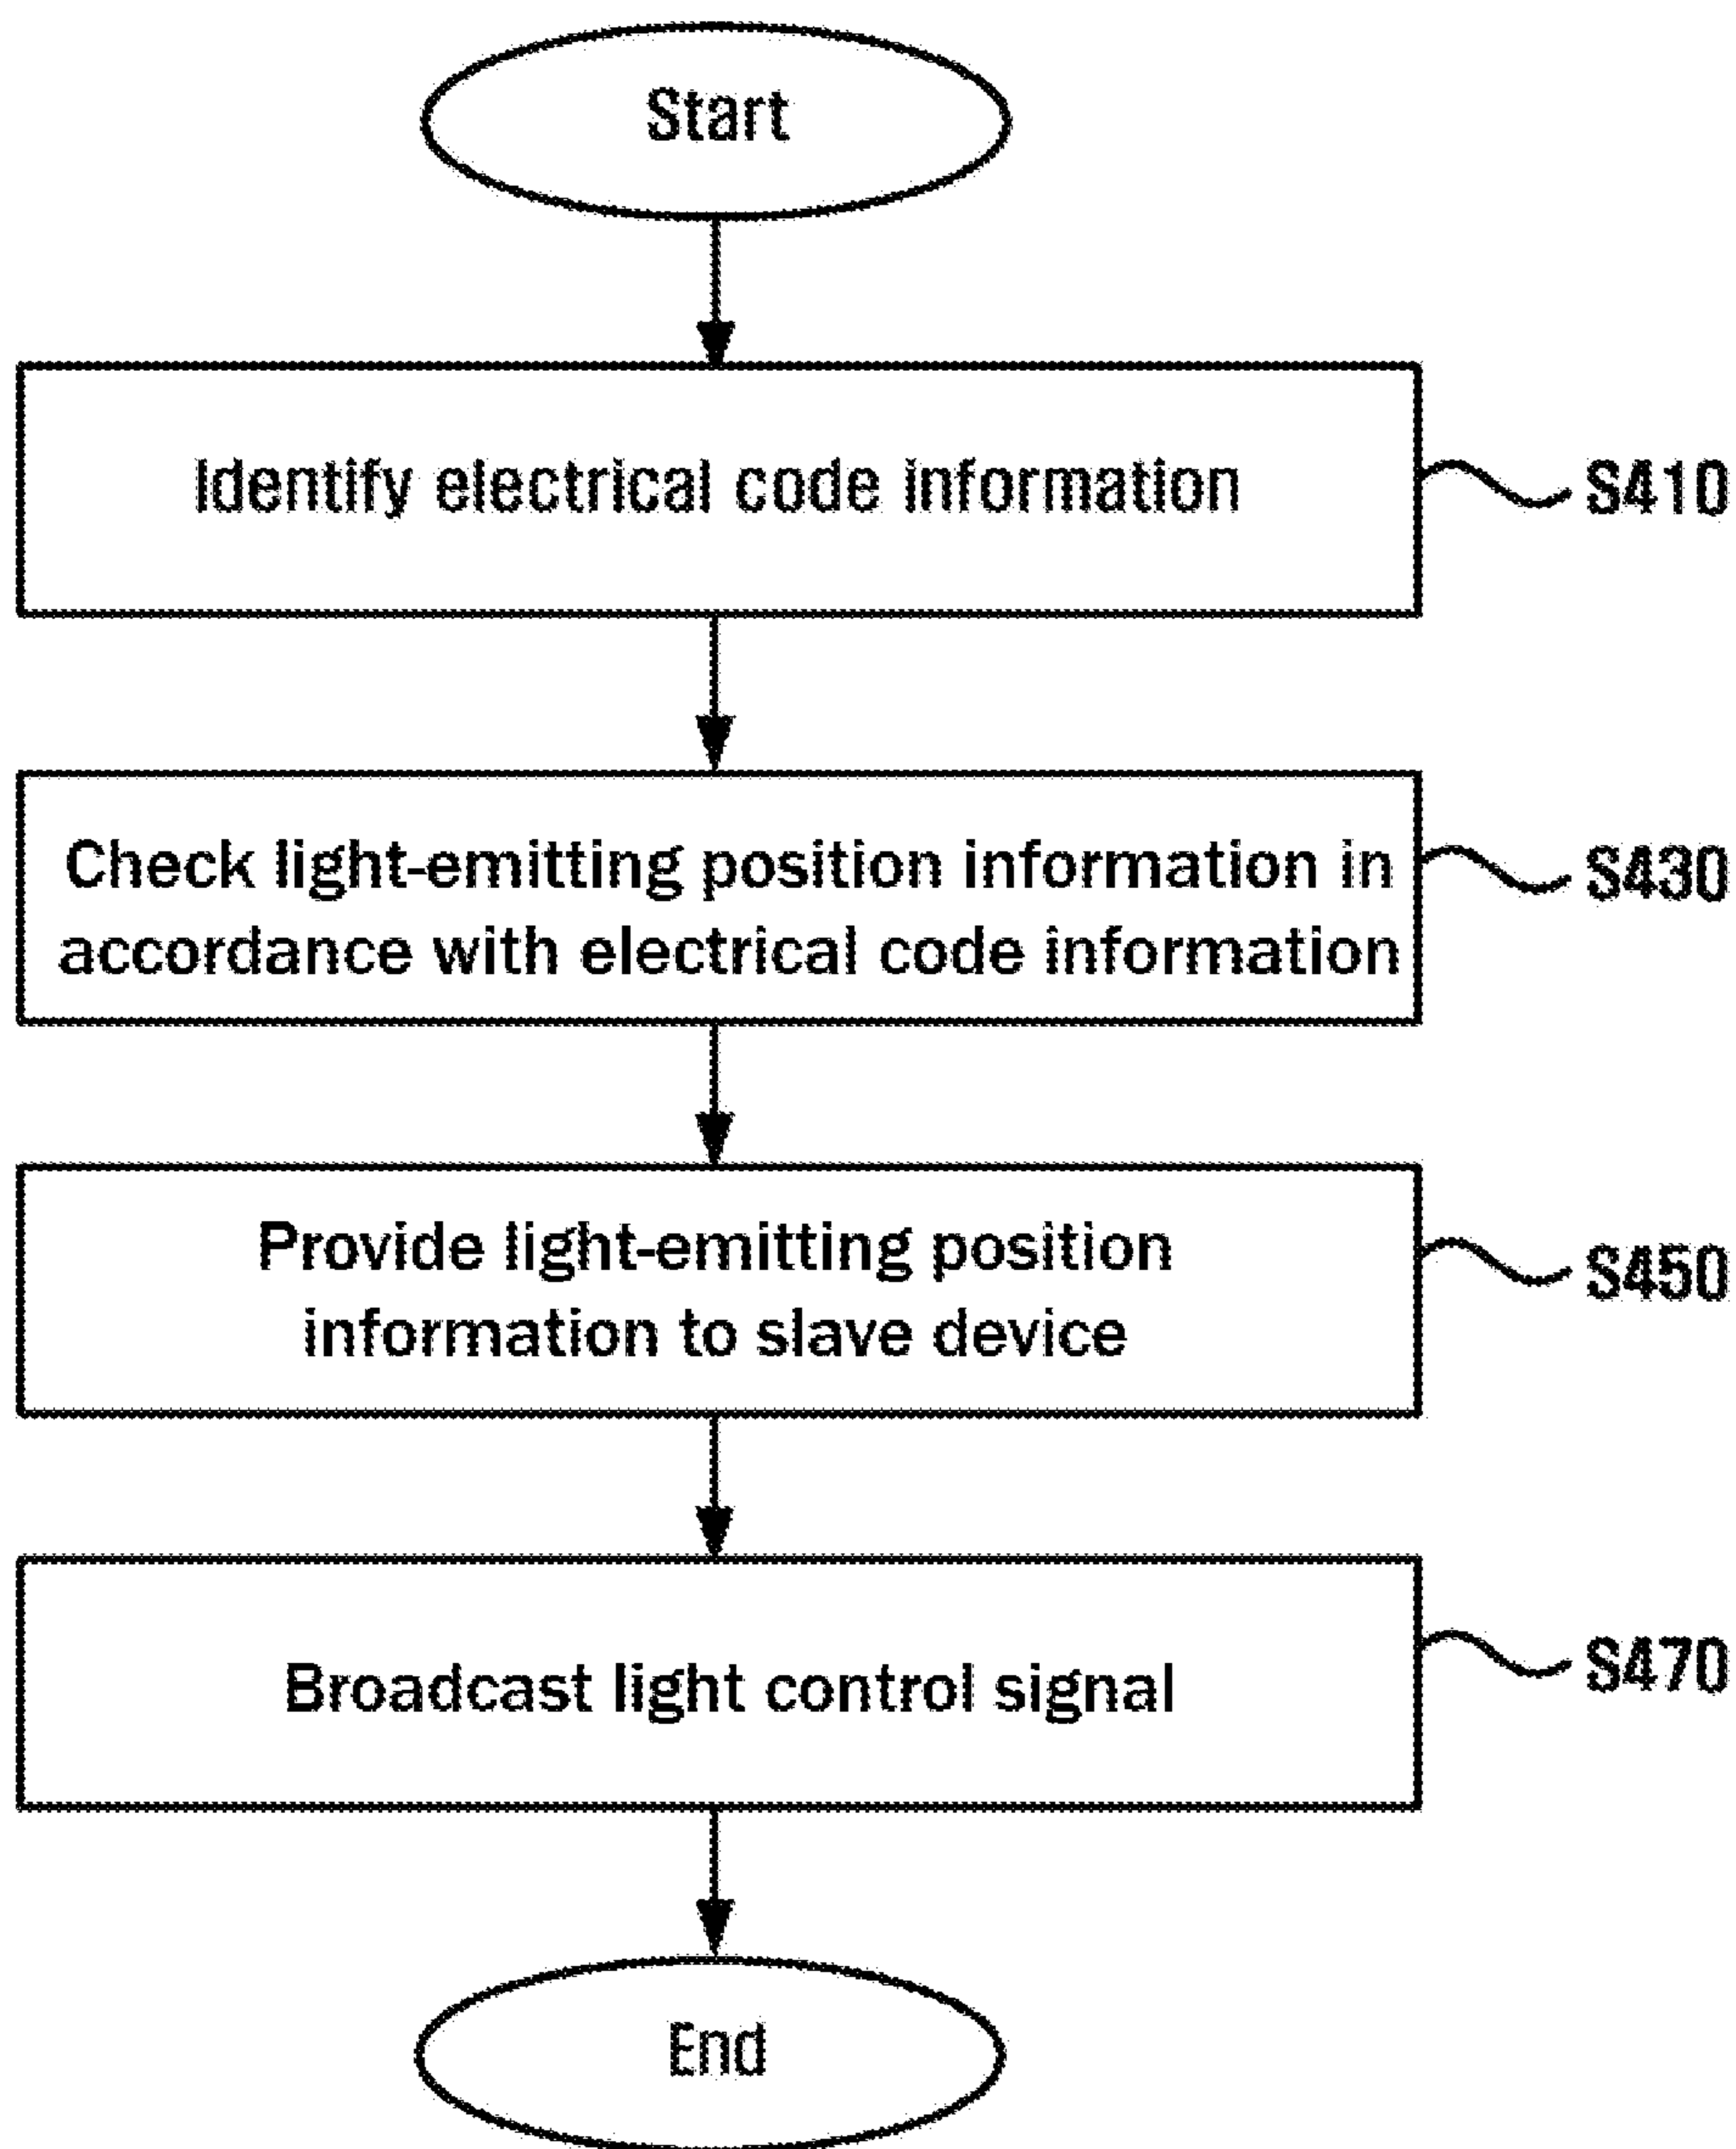 Start
Identify electrical code information
S410
Check light-emitting position information in
accordance with electrical code information
S430
Provide light-emitting position
information to slave device
S450
Broadcast light control signal
S470
End